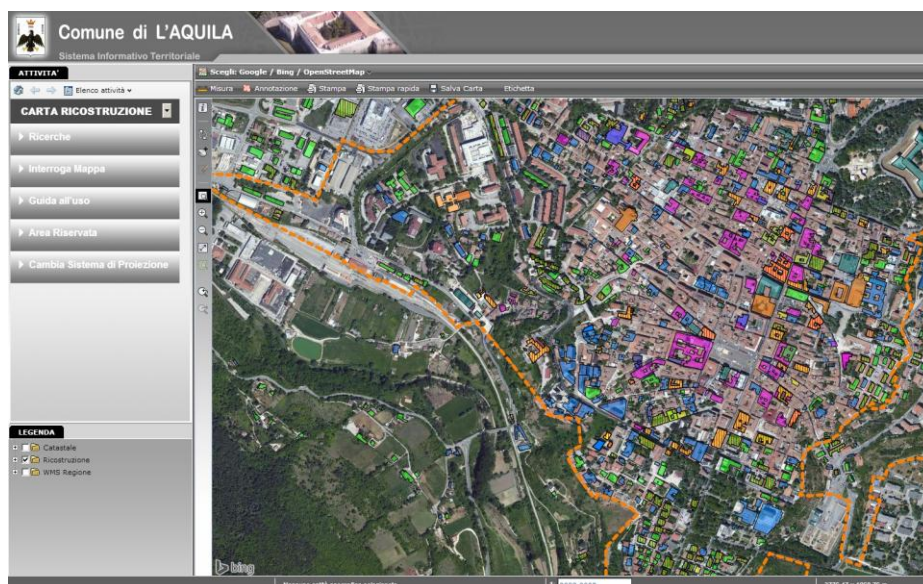 Comune di L'AQUILA
Sistema Informativo Territoriale
ATTIVITA'
Scegli: Google / Bing / OpenStreetMap
Elenco attività
Misura Annotazione Stampa Stampa rapida Salva Carta Etichetta
CARTA RICOSTRUZIONE
Ricerche
Interroga Mappa
Guida all'uso
Area Riservata
Cambia Sistema di Proiezione
LEGENDA
Catastale
Ricostruzione
WMS Regione
bing